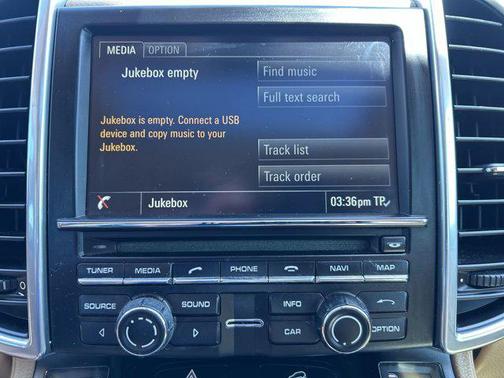 MEDIA OPTION
Jukebox empty
Find music
Full text search
Jukebox is empty. Connect a USB
device and copy music to your
Jukebox.
Track list
Track order
Jukebox
03:36pm TP
TUNER MEDIA PHONE NAVI MAP
SOURCE SOUND INFO
CAR OPTION